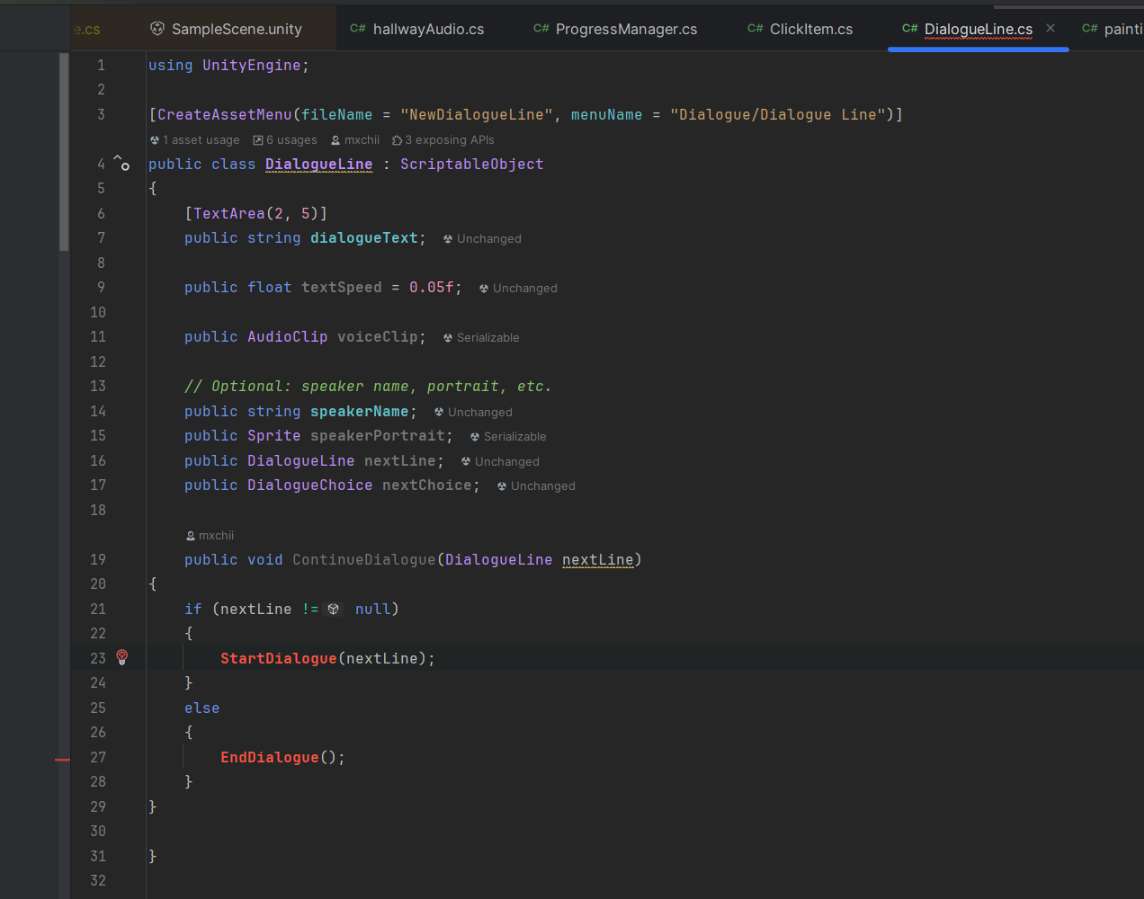 e.cs SampleScene.unity C# hallwayAudio.cs C# ProgressManager.cs C# ClickItem.cs C# DialogueLine.cs × C# painti
1 using UnityEngine;
2
3 [CreateAssetMenu(fileName = "NewDialogueLine", menuName = "Dialogue/Dialogue Line")]
1 asset usage 6 usages mxchii 3 exposing APIs
4 public class DialogueLine : ScriptableObject
5 {
6 [TextArea(2, 5)]
7 public string dialogueText; Unchanged
8
9 public float textSpeed = 0.05f; Unchanged
10
11 public AudioClip voiceClip; Serializable
12
13 // Optional: speaker name, portrait, etc.
14 public string speakerName; Unchanged
15 public Sprite speakerPortrait; Serializable
16 public DialogueLine nextLine; Unchanged
17 public DialogueChoice nextChoice; Unchanged
18
mxchii
19 public void ContinueDialogue(DialogueLine nextLine)
20 {
21 if (nextLine != null)
22 {
23 StartDialogue(nextLine);
24 }
25 else
26 {
27 EndDialogue();
28 }
29 }
30
31 }
32